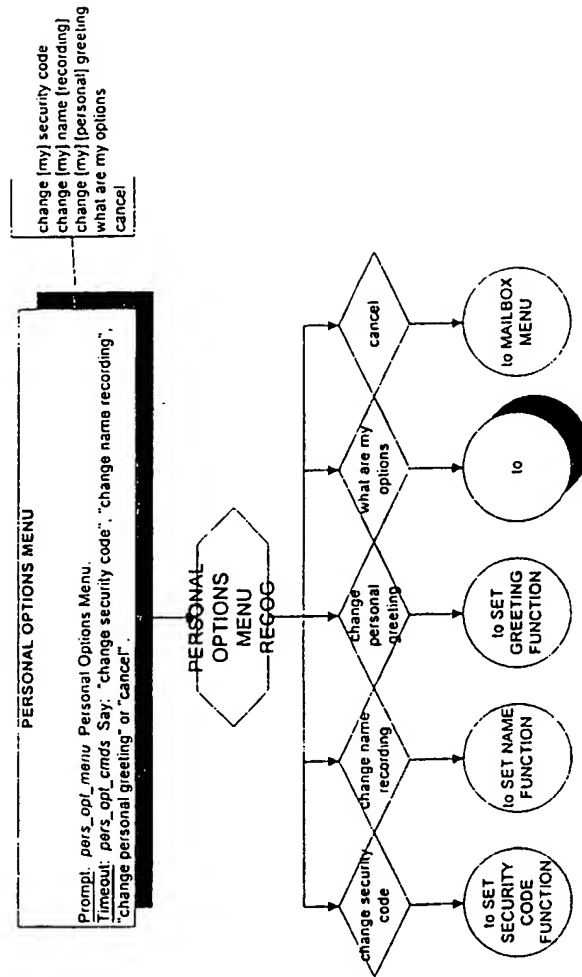 PERSONAL OPTIONS MENU
Prompt: pers_opt_menu Personal Options Menu.
Timeout: pers_opt_cmds Say: "change security code", "change name recording",
"change personal greeting" or "cancel".
change [my] security code
change [my] name [recording]
change [my] [personal] greeting
what are my options
cancel
PERSONAL
OPTIONS
MENU
RECOG
change security
code
change name
recording
change
personal
greeting
what are my
options
cancel
to SET
SECURITY
CODE
FUNCTION
to SET NAME
FUNCTION
to SET
GREETING
FUNCTION
to
to MAILBOX
MENU